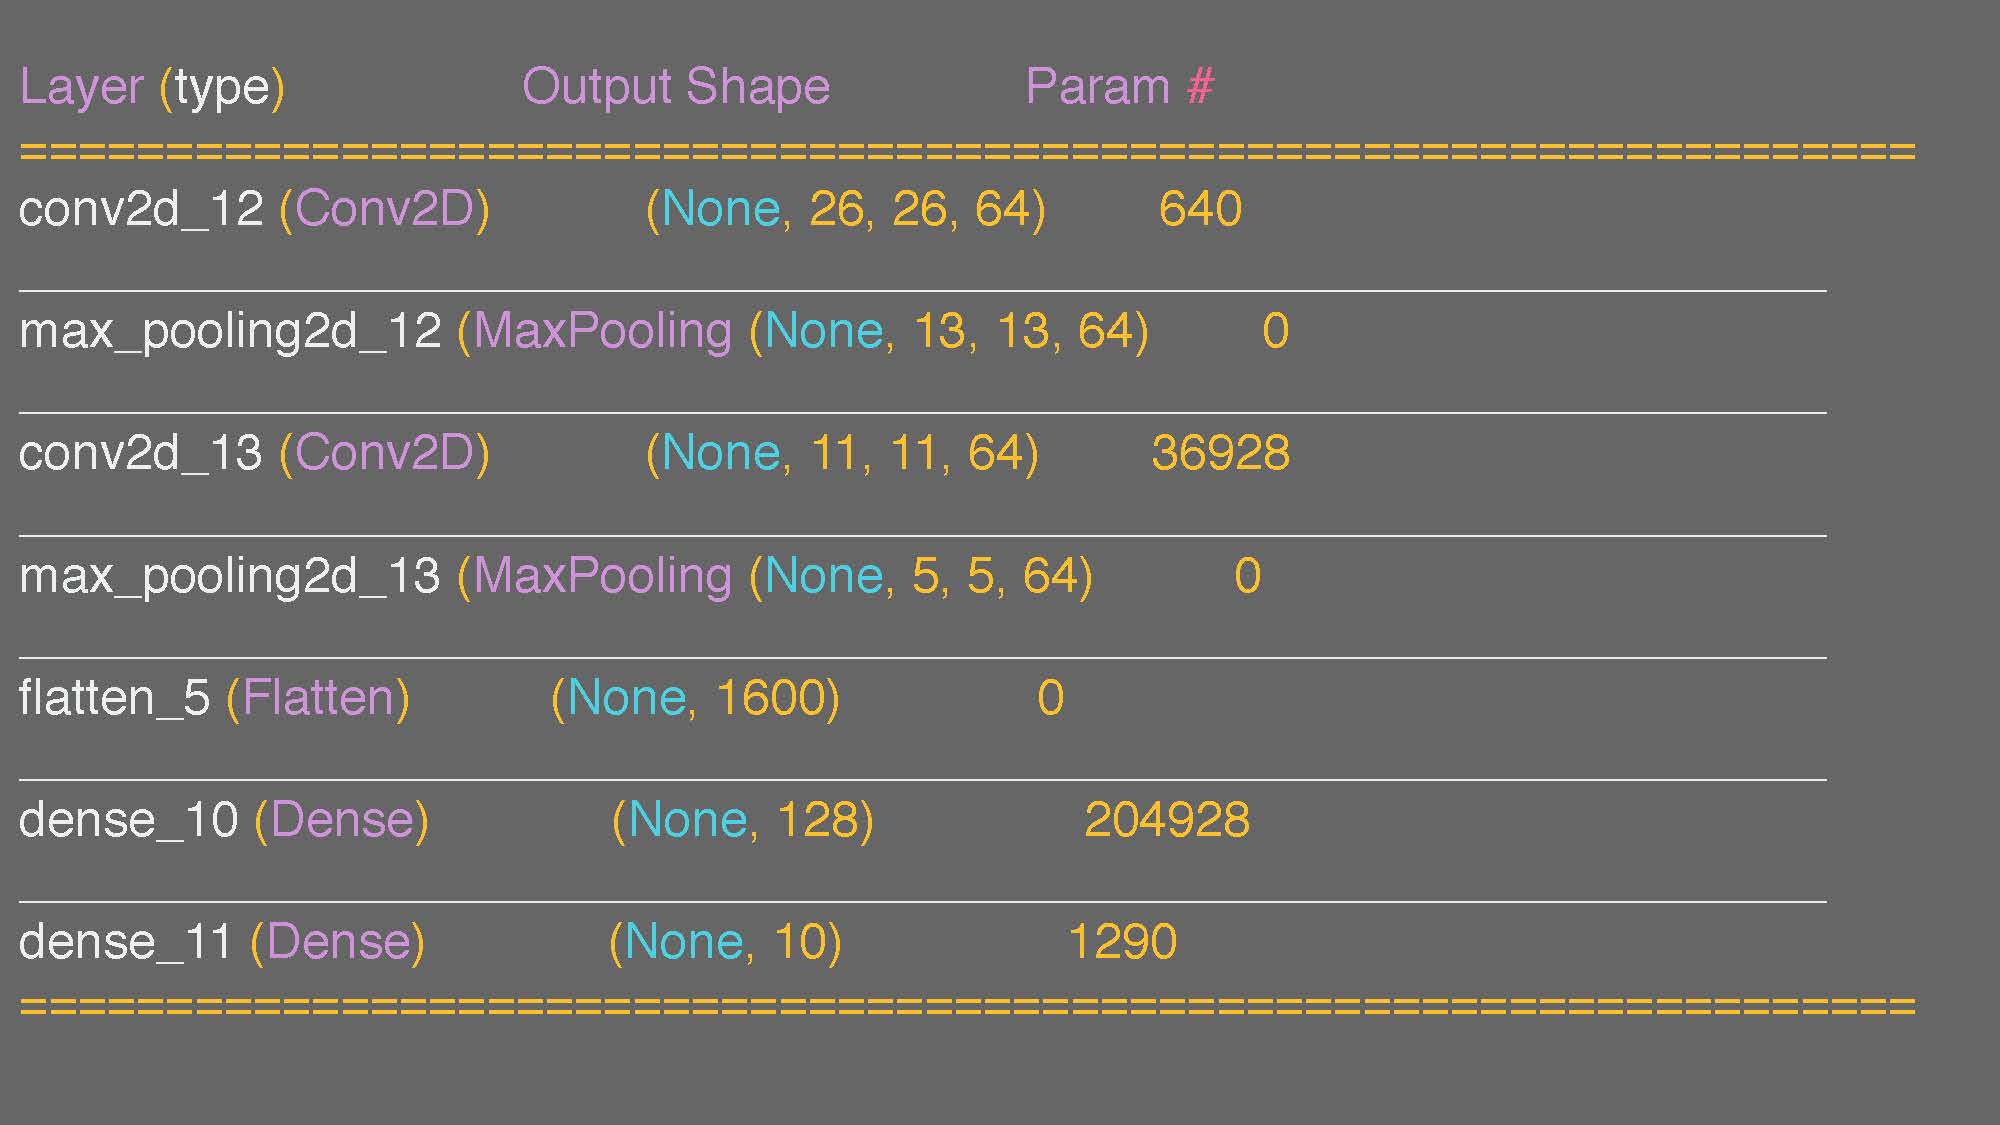 Layer (type) Output Shape Param #
=================================================================
conv2d_12 (Conv2D) (None, 26, 26, 64) 640
_________________________________________________________________
max_pooling2d_12 (MaxPooling (None, 13, 13, 64) 0
_________________________________________________________________
conv2d_13 (Conv2D) (None, 11, 11, 64) 36928
_________________________________________________________________
max_pooling2d_13 (MaxPooling (None, 5, 5, 64) 0
_________________________________________________________________
flatten_5 (Flatten) (None, 1600) 0
_________________________________________________________________
dense_10 (Dense) (None, 128) 204928
_________________________________________________________________
dense_11 (Dense) (None, 10) 1290
=================================================================